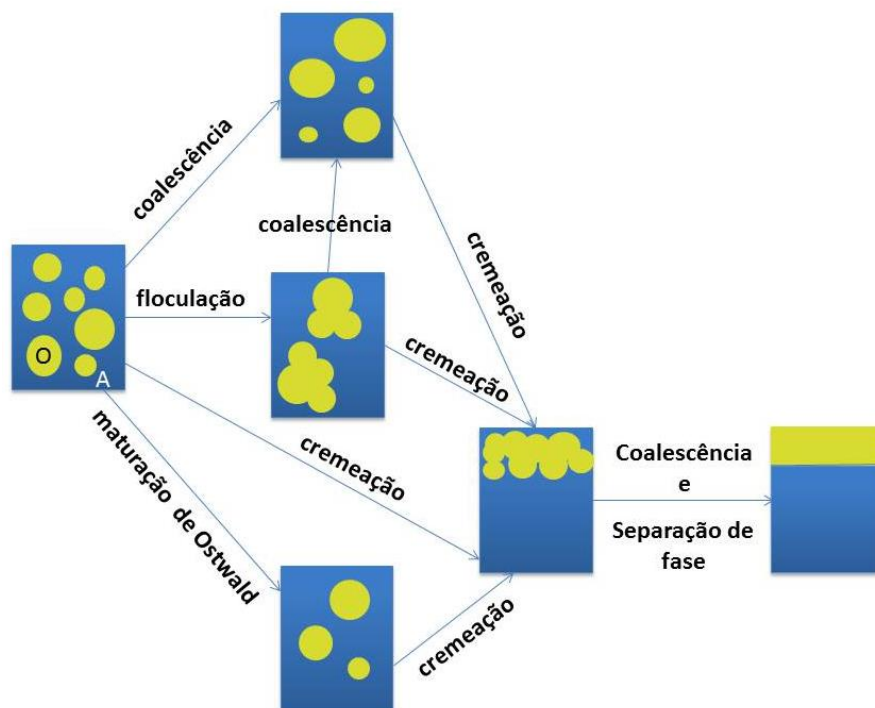 coalescência
coalescência
cremeação
floculação
O
A
cremeação
cremeação
maturação de Ostwald
cremeação
Coalescência
e
Separação de
fase